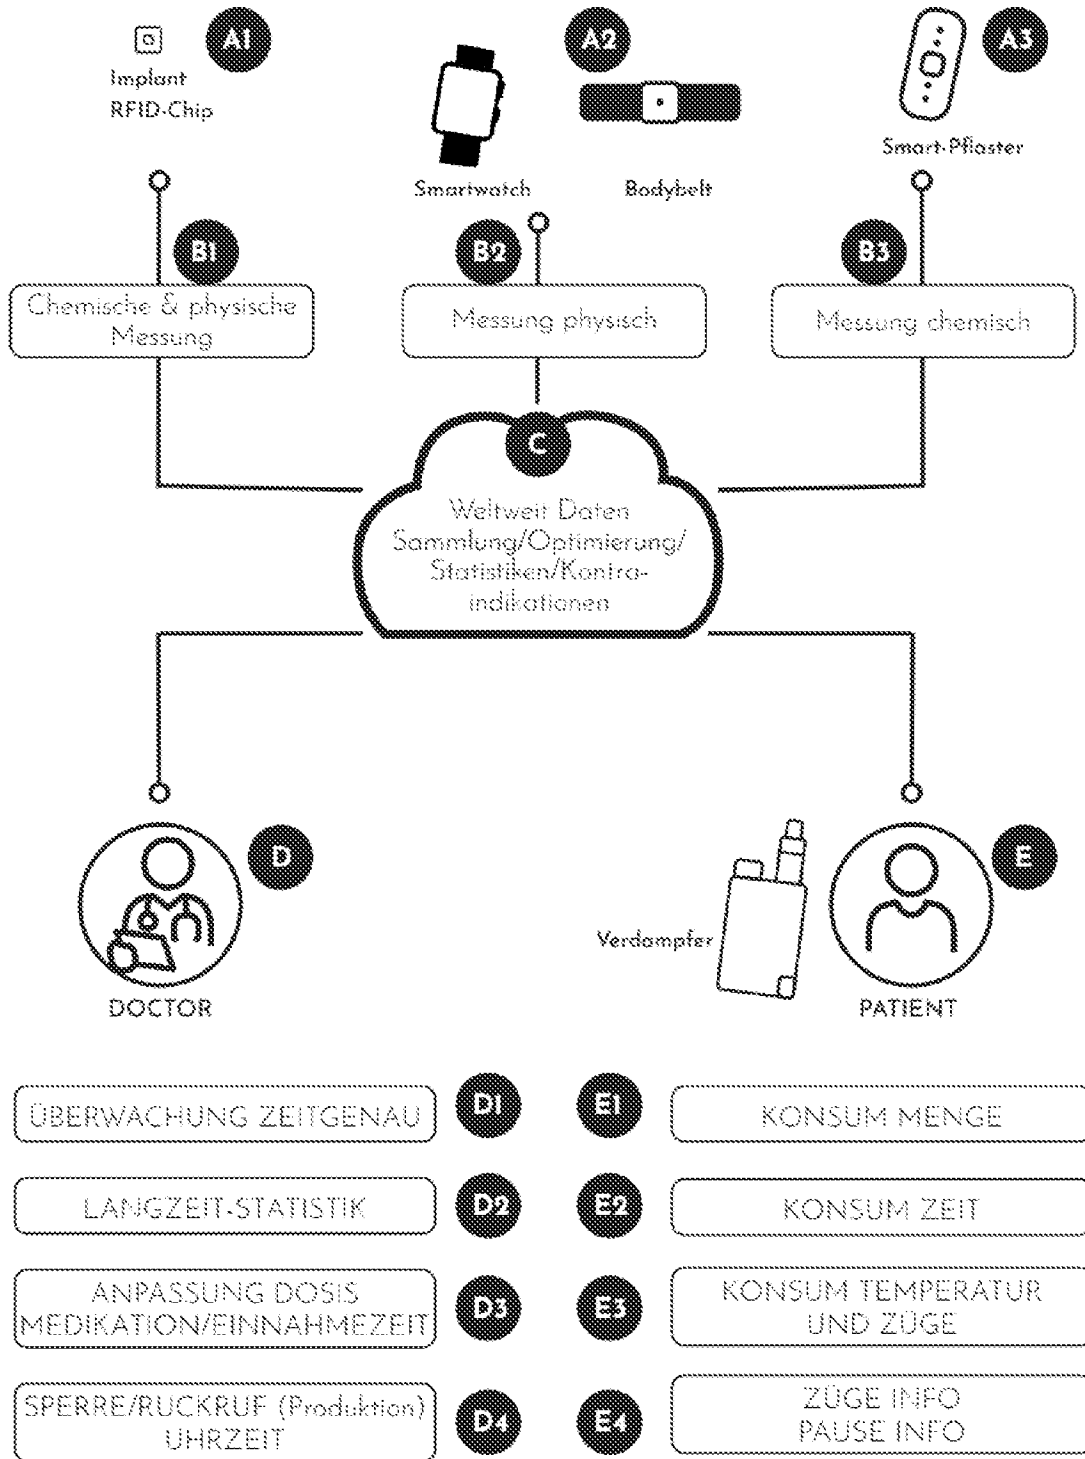 A1
A2
A3
Implant
RFID-Chip
Smartwatch
Bodybelt
Smart-Pflaster
B1
B2
B3
Chemische & physische
Messung
Messung physisch
Messung chemisch
C
Weltweit Daten
Sammlung/Optimierung/
Statistiken/Kontra-
indikationen
D
E
Verdampfer
DOCTOR
PATIENT
ÜBERWACHUNG ZEITGENAU
D1
E1
KONSUM MENGE
LANGZEIT-STATISTIK
D2
E2
KONSUM ZEIT
ANPASSUNG DOSIS
MEDIKATION/EINNAHMEZEIT
D3
E3
KONSUM TEMPERATUR
UND ZÜGE
SPERRE/RUCKRUF (Produktion)
UHRZEIT
D4
E4
ZÜGE INFO
PAUSE INFO